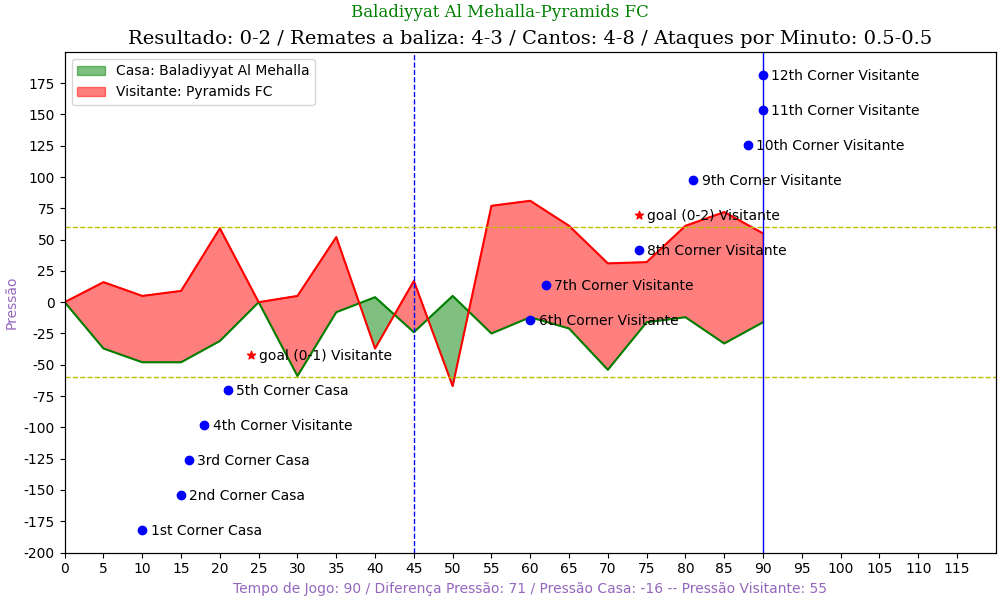 Baladiyyat Al Mehalla-Pyramids FC
Resultado: 0-2 / Remates a baliza: 4-3 / Cantos: 4-8 / Ataques por Minuto: 0.5-0.5
Casa: Baladiyyat Al Mehalla
Visitante: Pyramids FC
12th Corner Visitante
11th Corner Visitante
10th Corner Visitante
9th Corner Visitante
goal (0-2) Visitante
8th Corner Visitante
7th Corner Visitante
6th Corner Visitante
goal (0-1) Visitante
5th Corner Casa
4th Corner Visitante
3rd Corner Casa
2nd Corner Casa
1st Corner Casa
Pressão
175
150
125
100
75
50
25
0
-25
-50
-75
-100
-125
-150
-175
-200
0 5 10 15 20 25 30 35 40 45 50 55 60 65 70 75 80 85 90 95 100 105 110 115
Tempo de Jogo: 90 / Diferença Pressão: 71 / Pressão Casa: -16 -- Pressão Visitante: 55